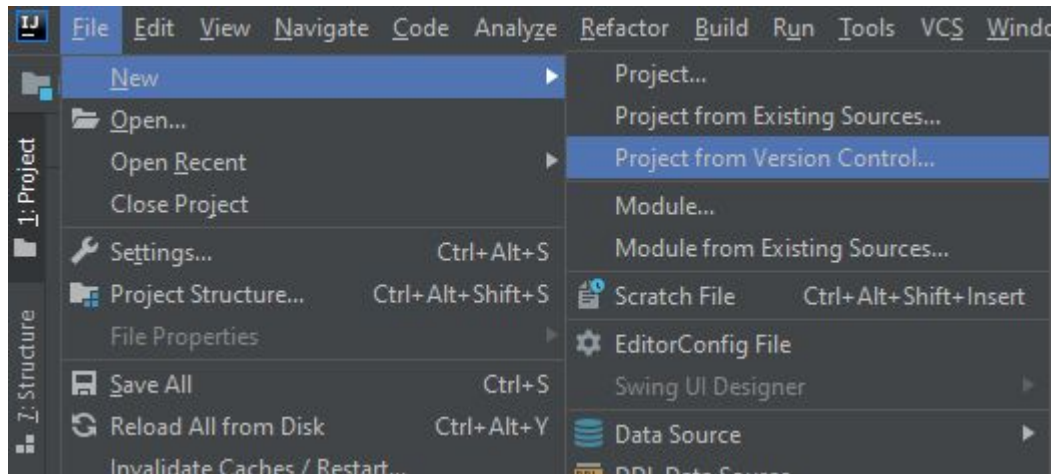 IJ File Edit View Navigate Code Analyze Refactor Build Run Tools VCS
New
Open...
Open Recent
Close Project
Settings... Ctrl+Alt+S
Project Structure... Ctrl+Alt+Shift+S
File Properties
Save All Ctrl+S
Reload All from Disk Ctrl+Alt+Y
Invalidate Caches / Restart...
Project...
Project from Existing Sources...
Project from Version Control...
Module...
Module from Existing Sources...
Scratch File Ctrl+Alt+Shift+Insert
EditorConfig File
Swing UI Designer
Data Source
DDL Data Source
1: Project
7: Structure